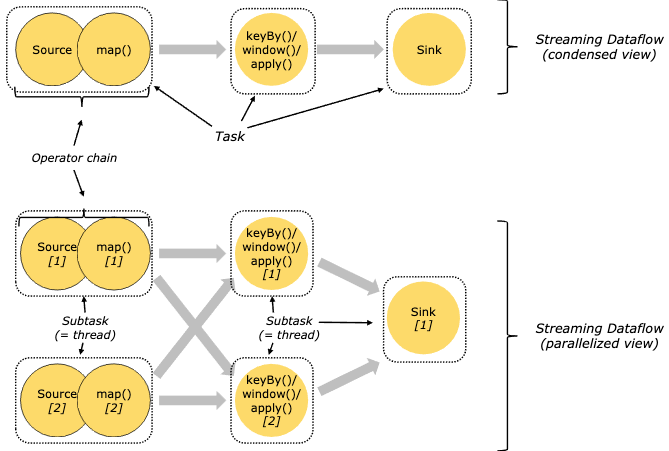 Source
map()
keyBy()/
window()/
apply()
Sink
Streaming Dataflow
(condensed view)
Task
Operator chain
Source
[1]
map()
[1]
keyBy()/
window()/
apply()
[1]
Subtask
(= thread)
Subtask
(= thread)
Sink
[1]
Streaming Dataflow
(parallelized view)
Source
[2]
map()
[2]
keyBy()/
window()/
apply()
[2]